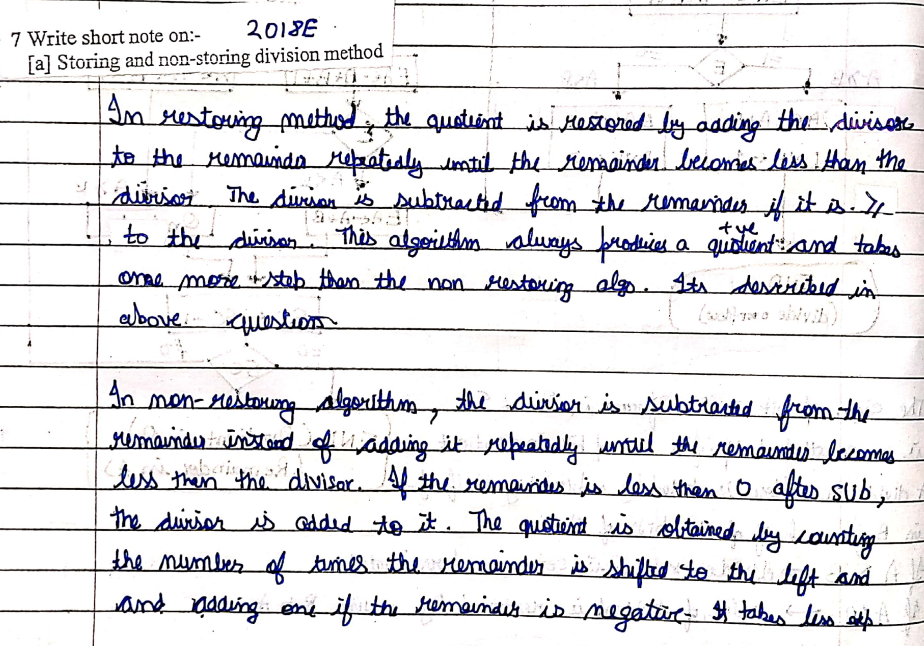 2018E
7 Write short note on:-
[a] Storing and non-storing division method
In restoring method, the quotient is restored by adding the divisor
to the remainda repeatedly until the remainder becomes less than the
divisor. The divisor is subtracted from the remainder if it is ≥
to the divisor. This algorithm always produces a +ve quotient and takes
one more step than the non restoring algo. Its described in
above question
In non-restoring algorithm, the divisor is subtracted from the
remainder instead of adding it repeatedly until the remainder becomes
less than the divisor. If the remainder is less than 0 after sub,
the divisor is added to it. The quotient is obtained by counting
the number of times the remainder is shifted to the left and
and adding one if the remainder is negative. It takes less step.